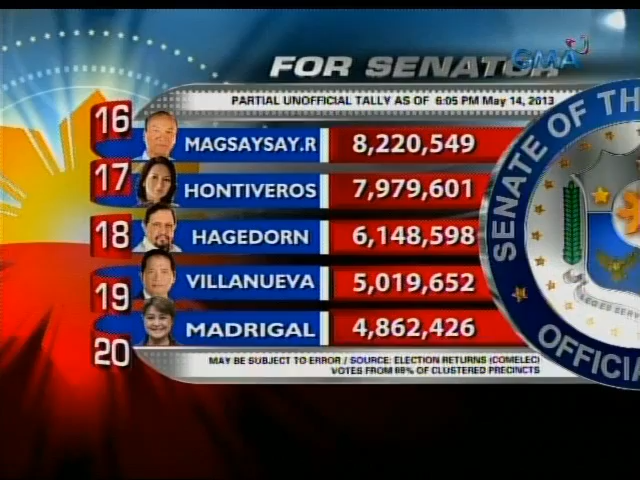 GMA
FOR SENATOR
PARTIAL UNOFFICIAL TALLY AS OF 6:05 PM May 14, 2013
16 MAGSAYSAY.R 8,220,549
17 HONTIVEROS 7,979,601
18 HAGEDORN 6,148,598
19 VILLANUEVA 5,019,652
20 MADRIGAL 4,862,426
MAY BE SUBJECT TO ERROR / SOURCE: ELECTION RETURNS (COMELEC)
VOTES FROM 69% OF CLUSTERED PRECINCTS
SENATE OF TH
OFFICIA